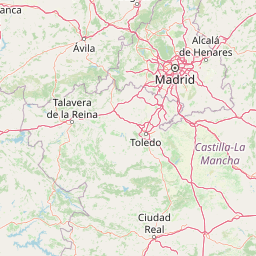 Alcalá
de Henares
Ávila
anca
Madrid
Talavera
de la Reina
Toledo
Castilla-La
Mancha
Ciudad
Real